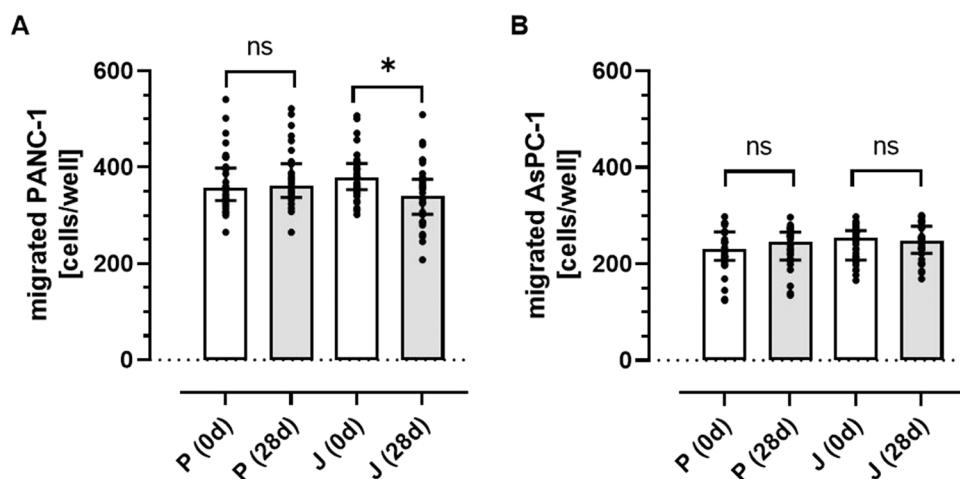 A
migrated PANC-1
[cells/well]
600
400
200
0
ns
*
P (0d)
P (28d)
J (0d)
J (28d)
B
migrated AsPC-1
[cells/well]
600
400
200
0
ns
ns
P (0d)
P (28d)
J (0d)
J (28d)